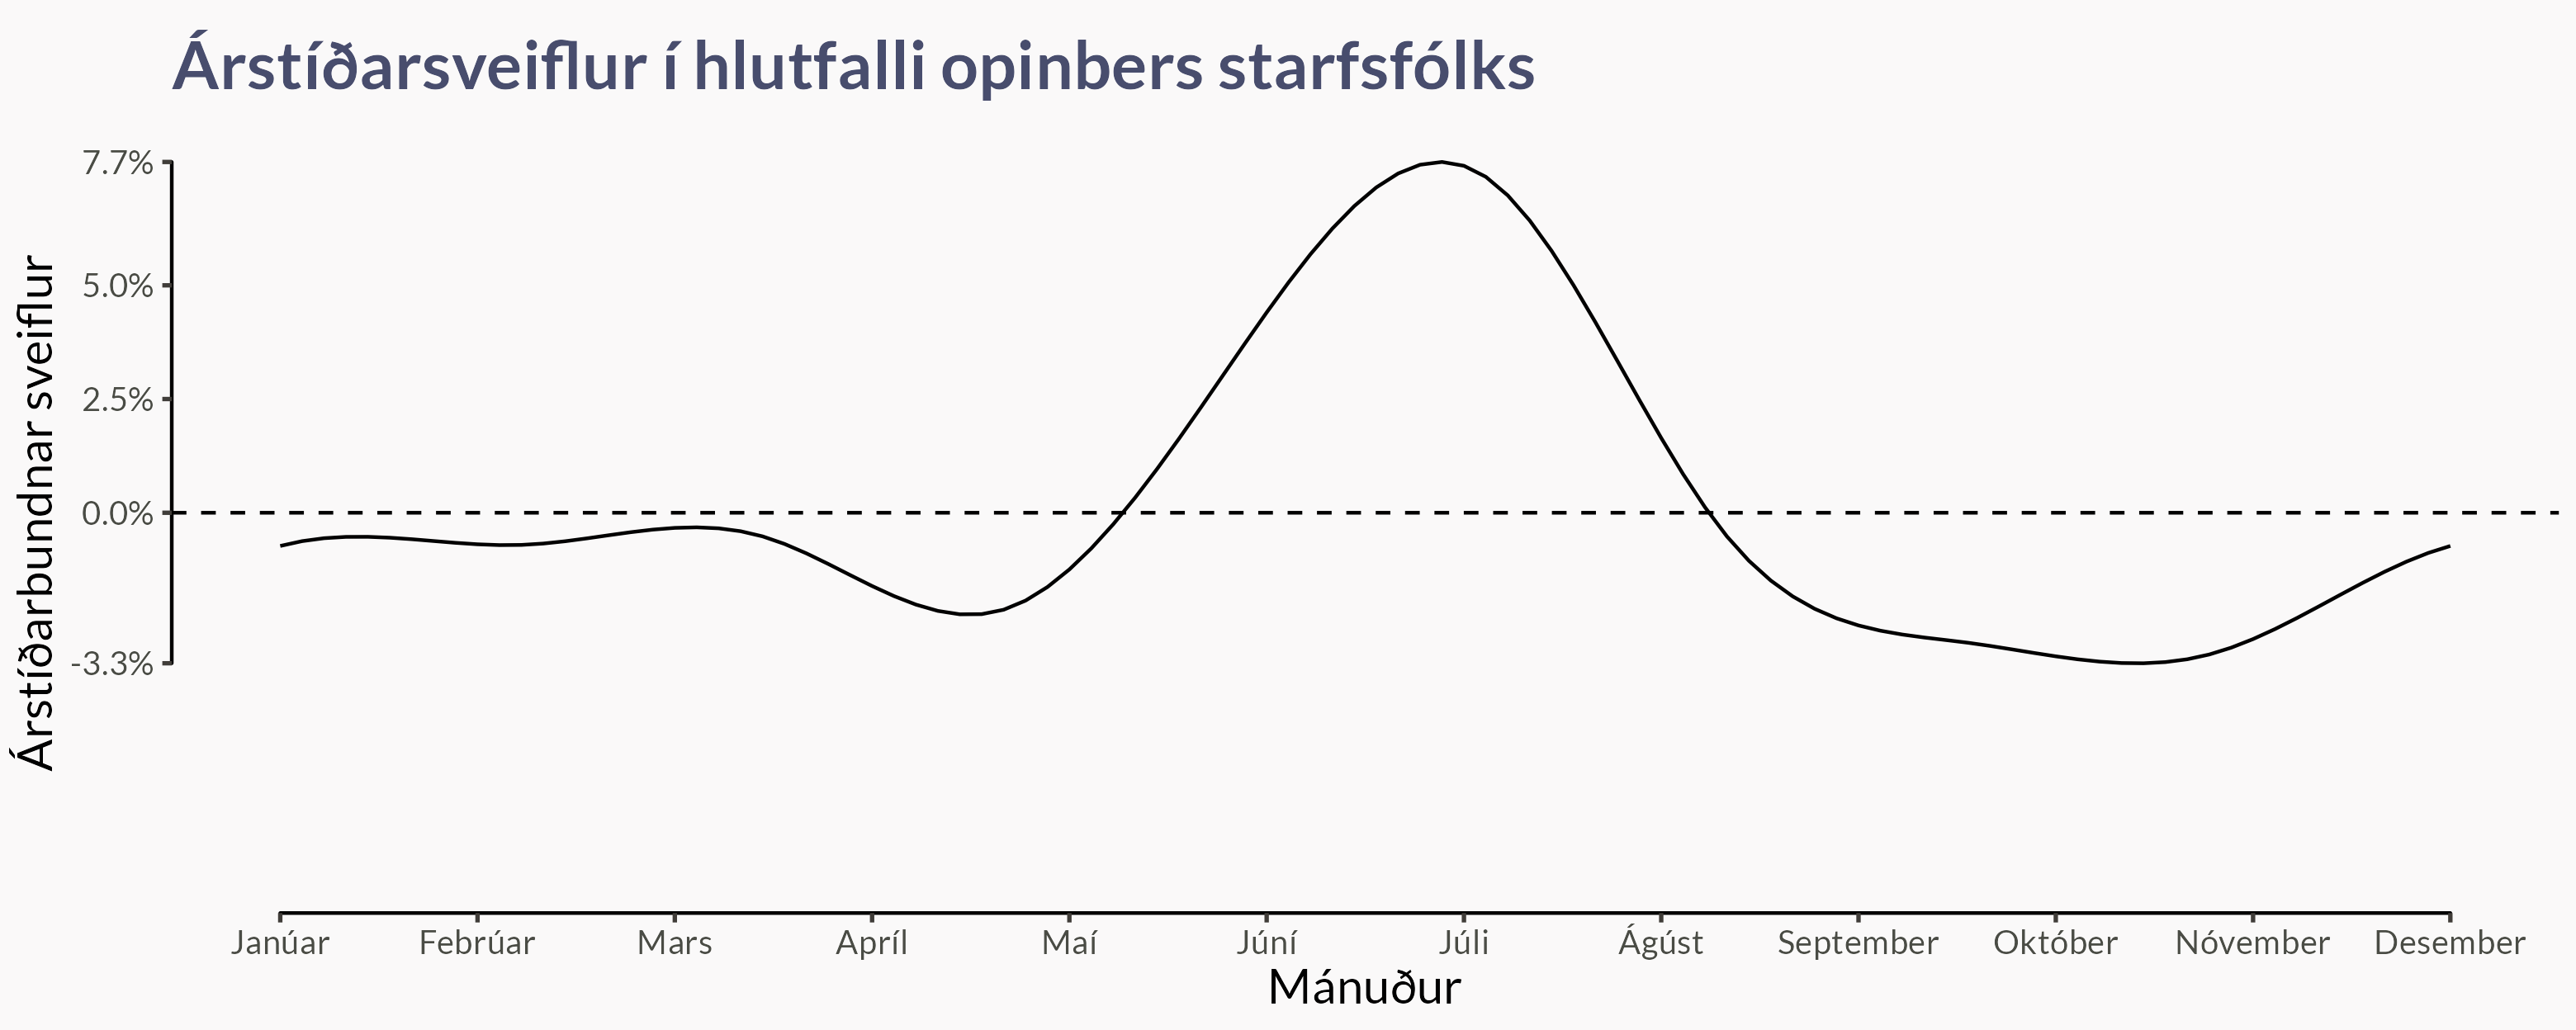 Árstíðarsveiflur í hlutfalli opinbers starfsfólks
7.7%
5.0%
2.5%
0.0%
-3.3%
Árstíðarbundnar sveiflur
Janúar Febrúar Mars Apríl Maí Júní Júli Ágúst September Október Nóvember Desember
Mánuður